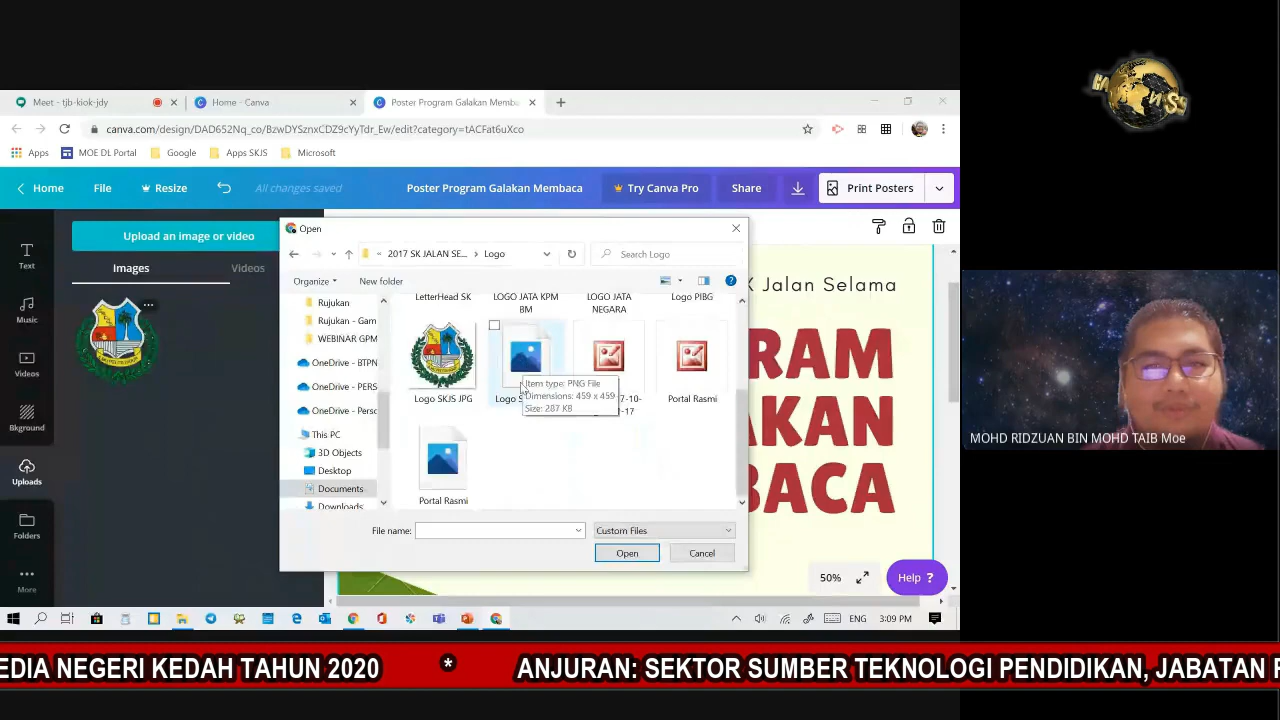 Meet - tjb-kiok-jdy
Home - Canva
Poster Program Galakan Memba
canva.com/design/DAD652Nq_co/BzwDYSznxCDZ9cYyTdr_Ew/edit?category=tACFat6uXco
Apps
MOE DL Portal
Google
Apps SKJS
Microsoft
Home
File
Resize
All changes saved
Poster Program Galakan Membaca
Try Canva Pro
Share
Print Posters
Text
Music
Videos
Bkground
Uploads
Folders
More
Upload an image or video
Images
Videos
Open
« 2017 SK JALAN SE... > Logo
Search Logo
Organize
New folder
Rujukan
Rujukan - Gam
WEBINAR GPM
OneDrive - BTPN
OneDrive - PERS
OneDrive - Perso
This PC
3D Objects
Desktop
Documents
Downloads
LetterHead SK
LOGO JATA KPM
BM
LOGO JATA
NEGARA
Logo PIBG
Logo SKJS JPG
Logo S
7-10-
-17
Portal Rasmi
Item type: PNG File
Dimensions: 459 x 459
Size: 287 KB
Portal Rasmi
File name:
Custom Files
Open
Cancel
K Jalan Selama
RAM
AKAN
BACA
50%
Help ?
ENG
3:09 PM
MOHD RIDZUAN BIN MOHD TAIB Moe
EDIA NEGERI KEDAH TAHUN 2020 * ANJURAN: SEKTOR SUMBER TEKNOLOGI PENDIDIKAN, JABATAN P